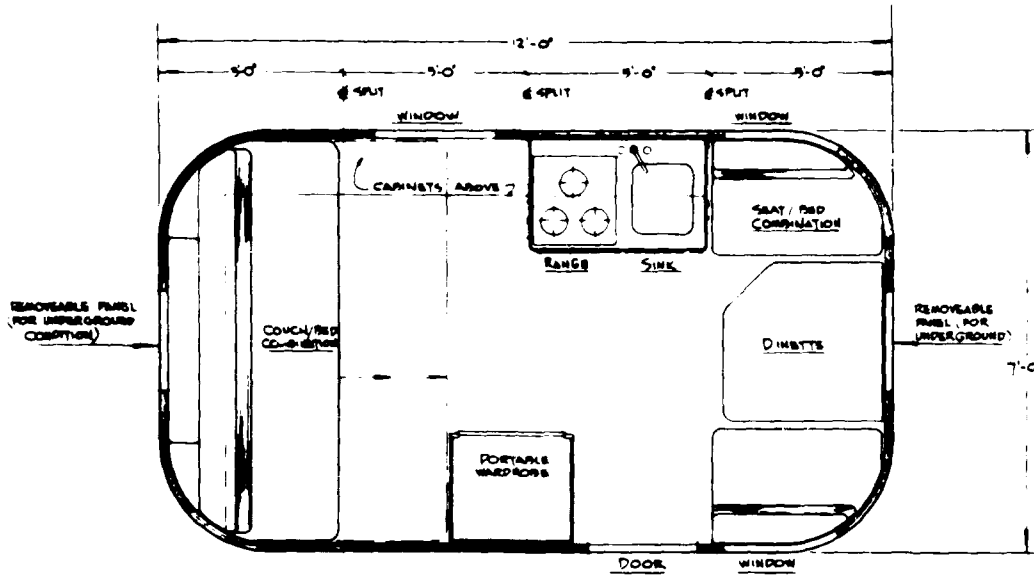 12'-0"
3'-0"
3'-0"
3'-0"
3'-0"
℄ SPLIT
℄ SPLIT
℄ SPLIT
WINDOW
WINDOW
CABINETS ABOVE
SEAT/BED
COMBINATION
RANGE
SINK
REMOVEABLE PANEL
(FOR UNDERGROUND
CONDITION)
COUCH/BED
COMBINATION
DINETTE
REMOVEABLE
PANEL (FOR
UNDERGROUND)
7'-0
PORTABLE
WARDROBE
DOOR
WINDOW